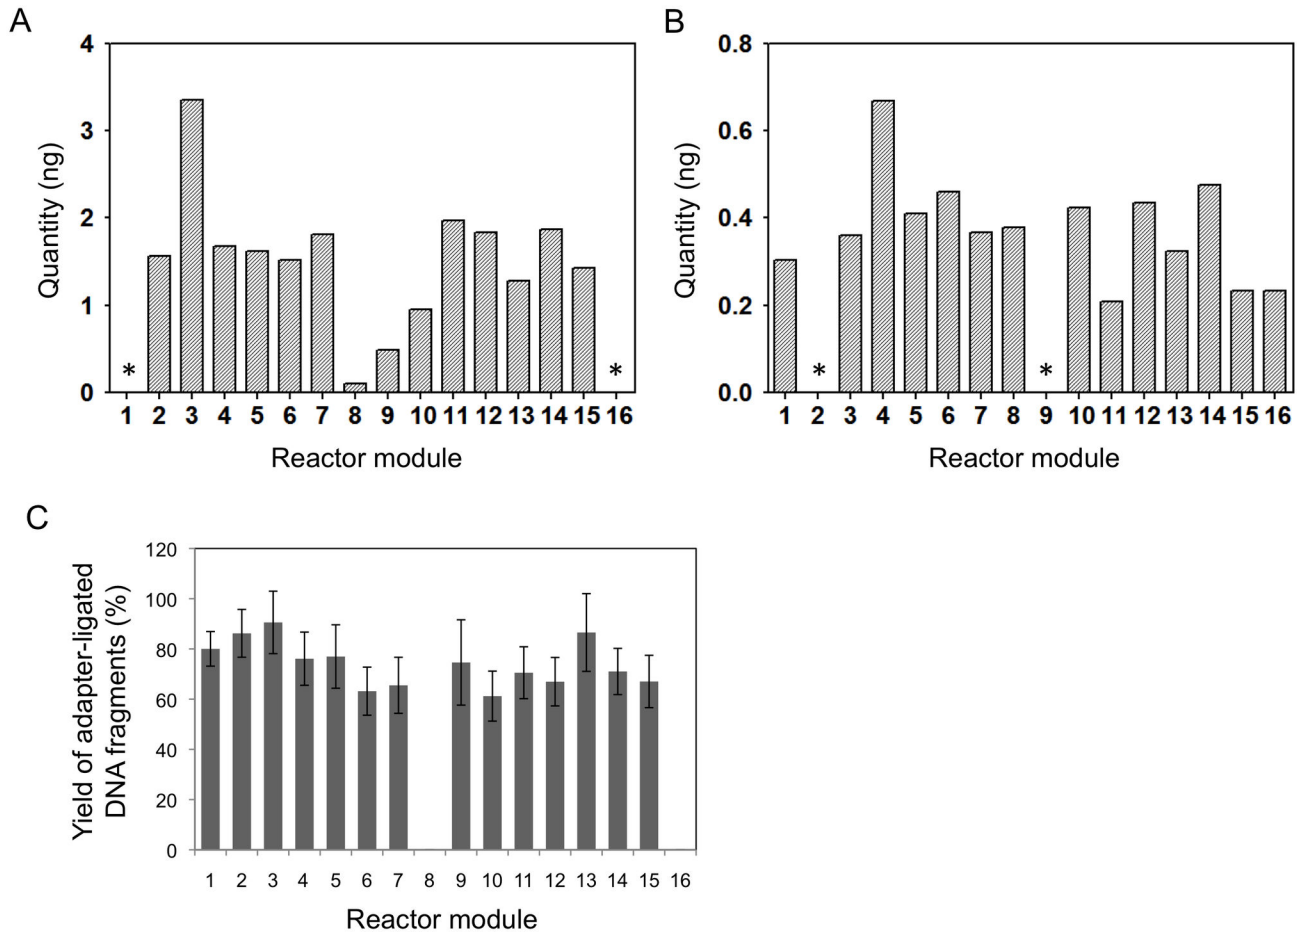 A
4
3
2
1
0
Quantity (ng)
* *
1 2 3 4 5 6 7 8 9 10 11 12 13 14 15 16
Reactor module
B
0.8
0.6
0.4
0.2
0.0
Quantity (ng)
* *
1 2 3 4 5 6 7 8 9 10 11 12 13 14 15 16
Reactor module
C
120
100
80
60
40
20
0
Yield of adapter-ligated
DNA fragments (%)
1 2 3 4 5 6 7 8 9 10 11 12 13 14 15 16
Reactor module